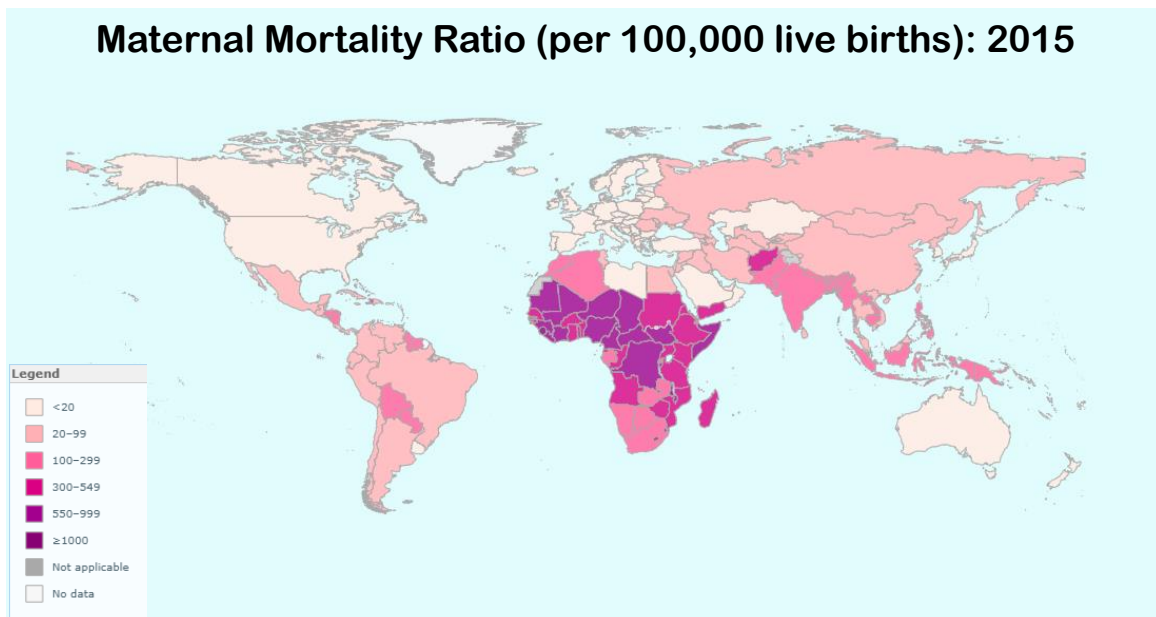 Maternal Mortality Ratio (per 100,000 live births): 2015
Legend
<20
20–99
100–299
300–549
550–999
≥1000
Not applicable
No data